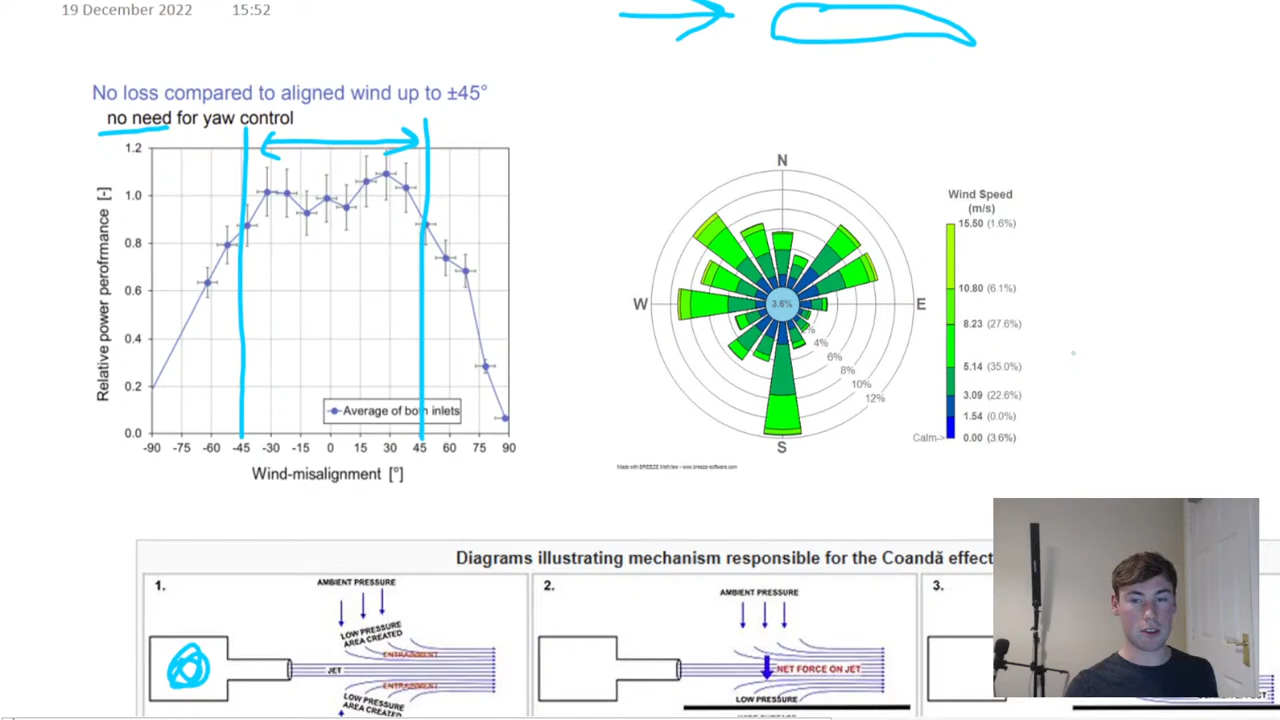 19 December 2022 15:52
No loss compared to aligned wind up to ±45°
no need for yaw control
1.2
1.0
0.8
0.6
0.4
0.2
0.0
Relative power peroformance [-]
-90 -75 -60 -45 -30 -15 0 15 30 45 60 75 90
Wind-misalignment [°]
Average of both inlets
N
W
E
S
3.6%
4%
6%
8%
10%
12%
Wind Speed
(m/s)
15.50 (1.6%)
10.80 (6.1%)
8.23 (27.6%)
5.14 (35.0%)
3.09 (22.6%)
1.54 (0.0%)
Calm-> 0.00 (3.6%)
Diagrams illustrating mechanism responsible for the Coandă effect
1.
AMBIENT PRESSURE
LOW PRESSURE
AREA CREATED
ENTRAINMENT
JET
ENTRAINMENT
LOW PRESSURE
AREA CREATED
2.
AMBIENT PRESSURE
NET FORCE ON JET
LOW PRESSURE
3.